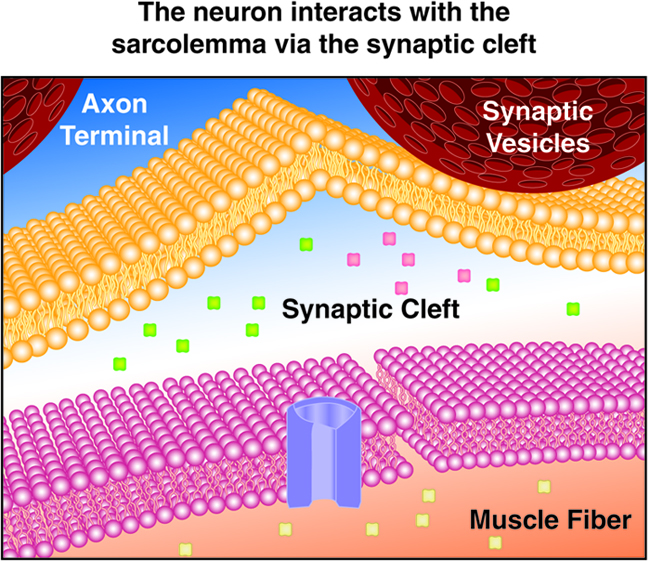 The neuron interacts with the
sarcolemma via the synaptic cleft
Axon
Terminal
Synaptic
Vesicles
Synaptic Cleft
Muscle Fiber